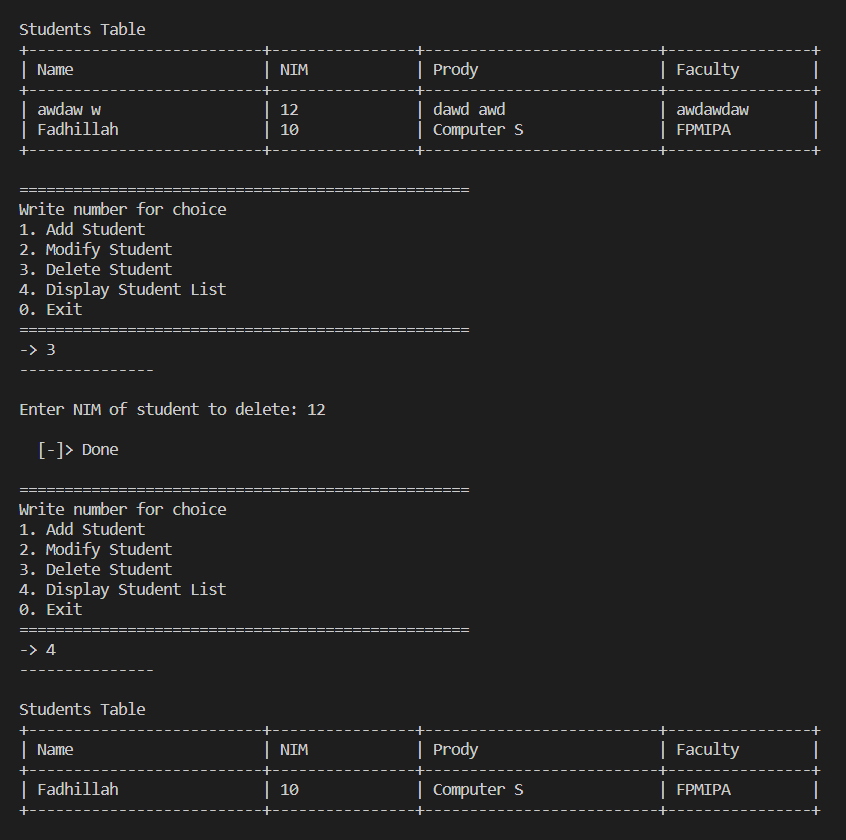 Students Table
+--------------------------+----------------+--------------------------+----------------+
| Name                     | NIM            | Prody                    | Faculty        |
+--------------------------+----------------+--------------------------+----------------+
| awdaw w                  | 12             | dawd awd                 | awdawdaw       |
| Fadhillah                | 10             | Computer S               | FPMIPA         |
+--------------------------+----------------+--------------------------+----------------+
==================================================
Write number for choice
1. Add Student
2. Modify Student
3. Delete Student
4. Display Student List
0. Exit
==================================================
-> 3
---------------
Enter NIM of student to delete: 12
[-]> Done
==================================================
Write number for choice
1. Add Student
2. Modify Student
3. Delete Student
4. Display Student List
0. Exit
==================================================
-> 4
---------------
Students Table
+--------------------------+----------------+--------------------------+----------------+
| Name                     | NIM            | Prody                    | Faculty        |
+--------------------------+----------------+--------------------------+----------------+
| Fadhillah                | 10             | Computer S               | FPMIPA         |
+--------------------------+----------------+--------------------------+----------------+